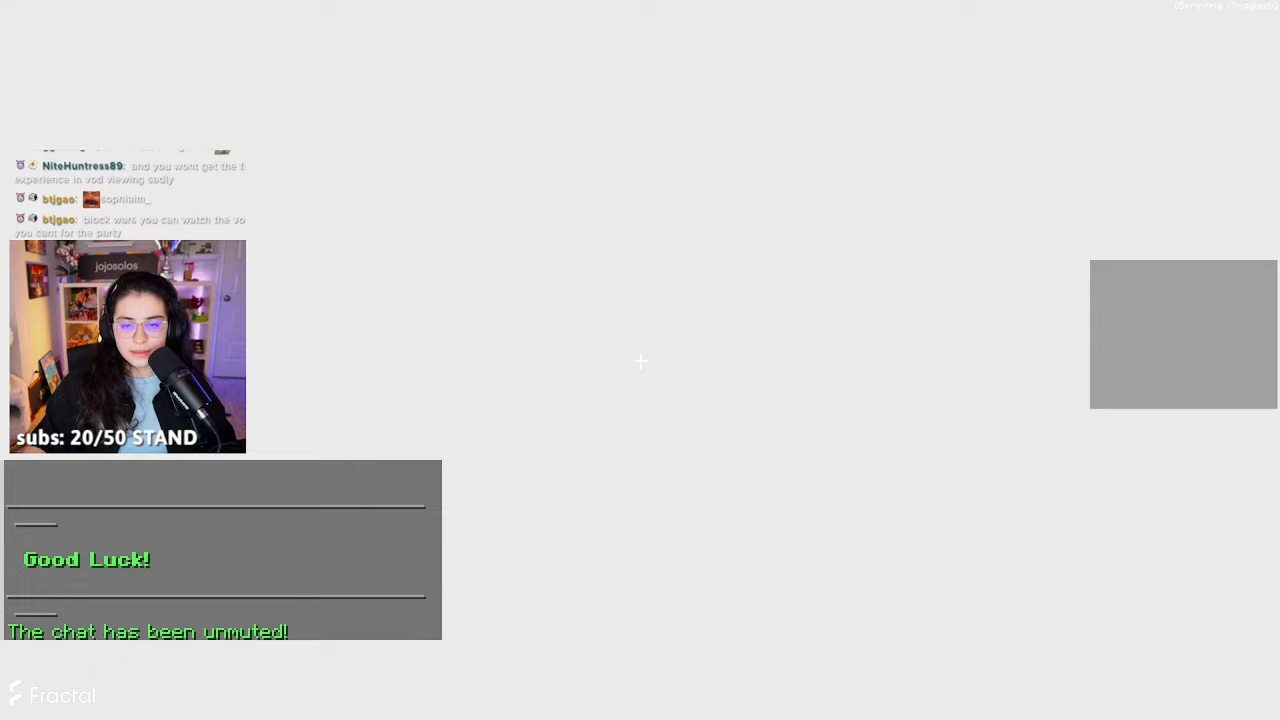 NiteHuntress89: and you wont get the f
experience in vod viewing sadly
btjgao: sophiaim_
btjgao: block wars you can watch the vo
you cant for the party
jojosolos
subs: 20/50 STAND
Good Luck!
The chat has been unmuted!
Fractal